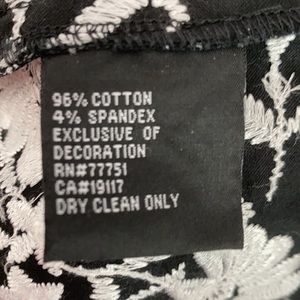 96% COTTON
4% SPANDEX
EXCLUSIVE OF
DECORATION
RN#77751
CA#19117
DRY CLEAN ONLY